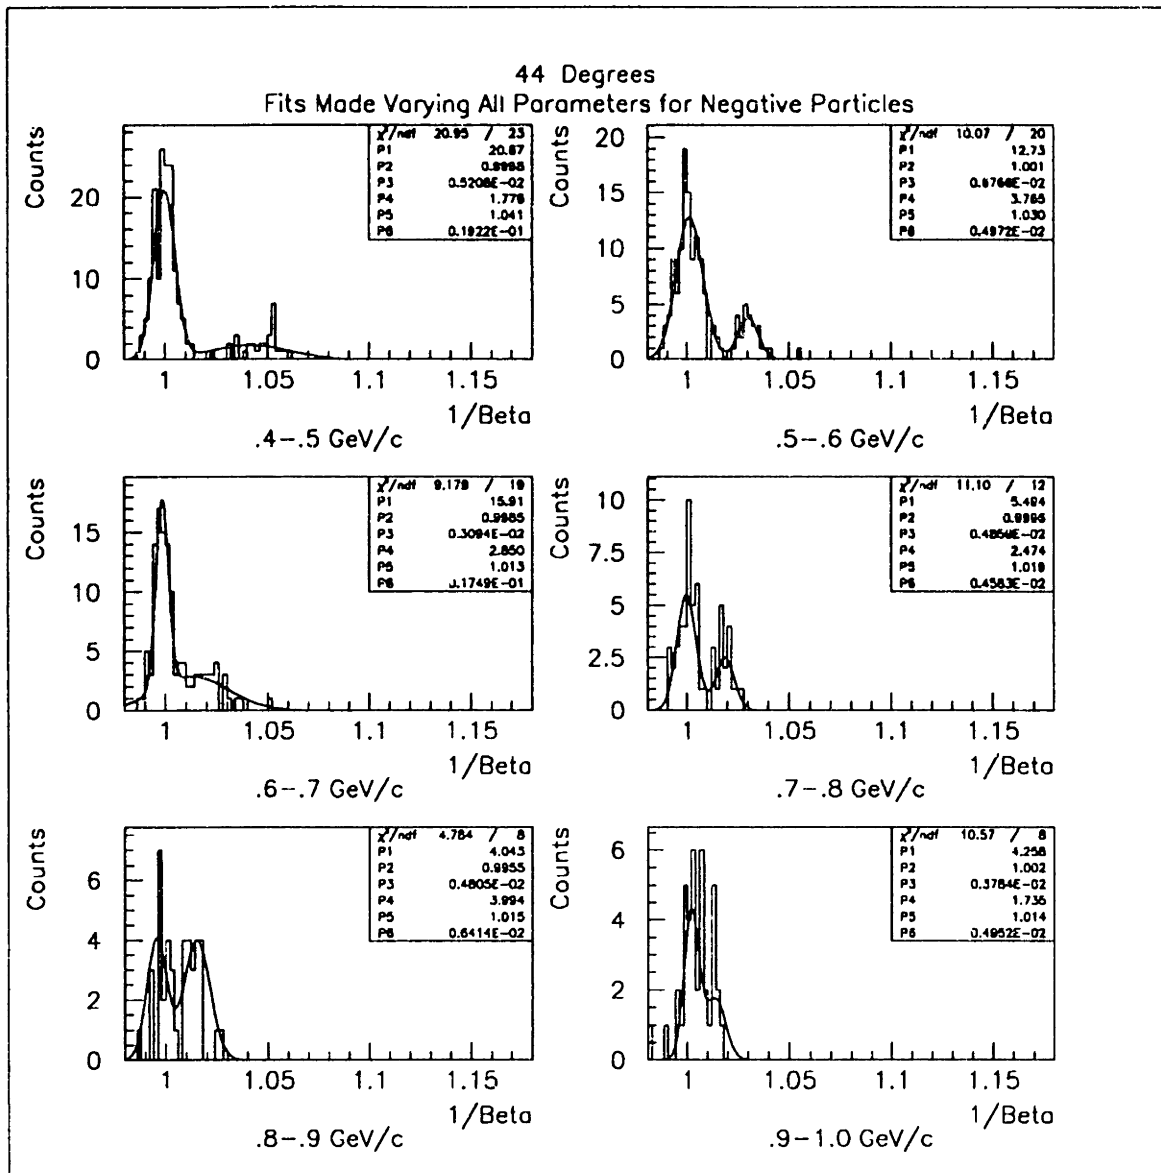 44 Degrees
Fits Made Varying All Parameters for Negative Particles
Counts
χ²/ndf 20.95 / 23
P1 20.87
P2 0.9998
P3 0.5208E-02
P4 1.778
P5 1.041
P6 0.1922E-01
20
10
0
1 1.05 1.1 1.15
1/Beta
.4-.5 GeV/c
Counts
χ²/ndf 10.07 / 20
P1 12.73
P2 1.001
P3 0.6766E-02
P4 3.765
P5 1.030
P6 0.4972E-02
20
15
10
5
0
1 1.05 1.1 1.15
1/Beta
.5-.6 GeV/c
Counts
χ²/ndf 9.179 / 19
P1 15.91
P2 0.9985
P3 0.3094E-02
P4 2.850
P5 1.013
P6 0.1749E-01
15
10
5
0
1 1.05 1.1 1.15
1/Beta
.6-.7 GeV/c
Counts
χ²/ndf 11.10 / 12
P1 5.494
P2
P3
P4 2.474
P5 1.019
P6 0.4583E-02
10
7.5
5
2.5
0
1 1.05 1.1 1.15
1/Beta
.7-.8 GeV/c
Counts
χ²/ndf 4.784 / 8
P1 4.043
P2 0.9955
P3 0.4805E-02
P4 3.994
P5 1.015
P6 0.6414E-02
6
4
2
0
1 1.05 1.1 1.15
1/Beta
.8-.9 GeV/c
Counts
χ²/ndf 10.57 / 8
P1 4.258
P2 1.002
P3 0.3784E-02
P4 1.736
P5 1.014
P6 0.4952E-02
6
4
2
0
1 1.05 1.1 1.15
1/Beta
.9-1.0 GeV/c